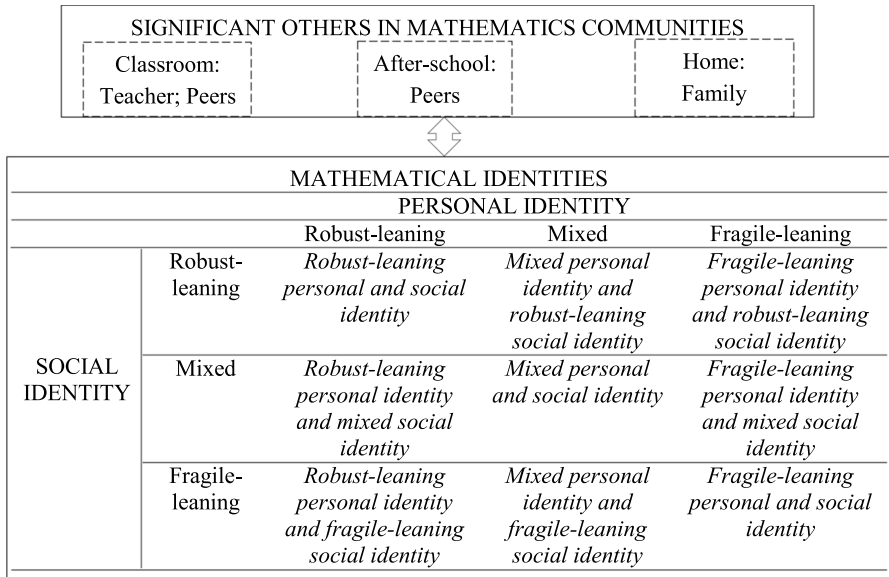 SIGNIFICANT OTHERS IN MATHEMATICS COMMUNITIES
Classroom:
Teacher; Peers
After-school:
Peers
Home:
Family
MATHEMATICAL IDENTITIES
PERSONAL IDENTITY
Robust-leaning Mixed Fragile-leaning
SOCIAL
IDENTITY
Robust-
leaning
Robust-leaning
personal and social
identity
Mixed personal
identity and
robust-leaning
social identity
Fragile-leaning
personal identity
and robust-leaning
social identity
Mixed
Robust-leaning
personal identity
and mixed social
identity
Mixed personal
and social identity
Fragile-leaning
personal identity
and mixed social
identity
Fragile-
leaning
Robust-leaning
personal identity
and fragile-leaning
social identity
Mixed personal
identity and
fragile-leaning
social identity
Fragile-leaning
personal and social
identity